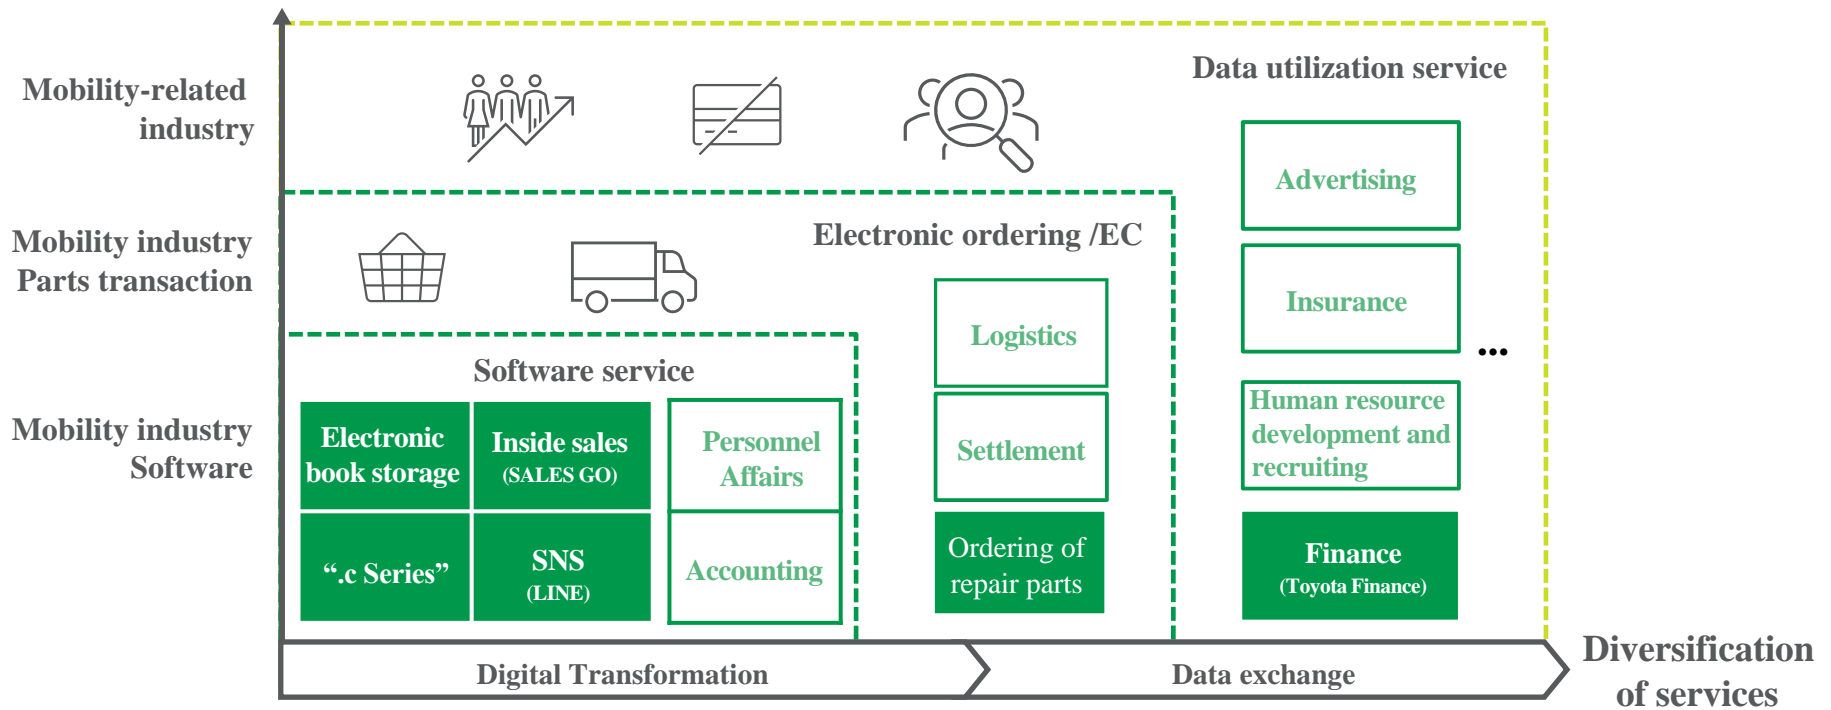 Mobility-related
industry
Data utilization service
Advertising
Mobility industry
Parts transaction
Electronic ordering /EC
Insurance
Logistics
...
Software service
Mobility industry
Software
Electronic
book storage
Inside sales
(SALES GO)
Personnel
Affairs
Settlement
Human resource
development and
recruiting
“.c Series”
SNS
(LINE)
Accounting
Ordering of
repair parts
Finance
(Toyota Finance)
Digital Transformation
Data exchange
Diversification
of services